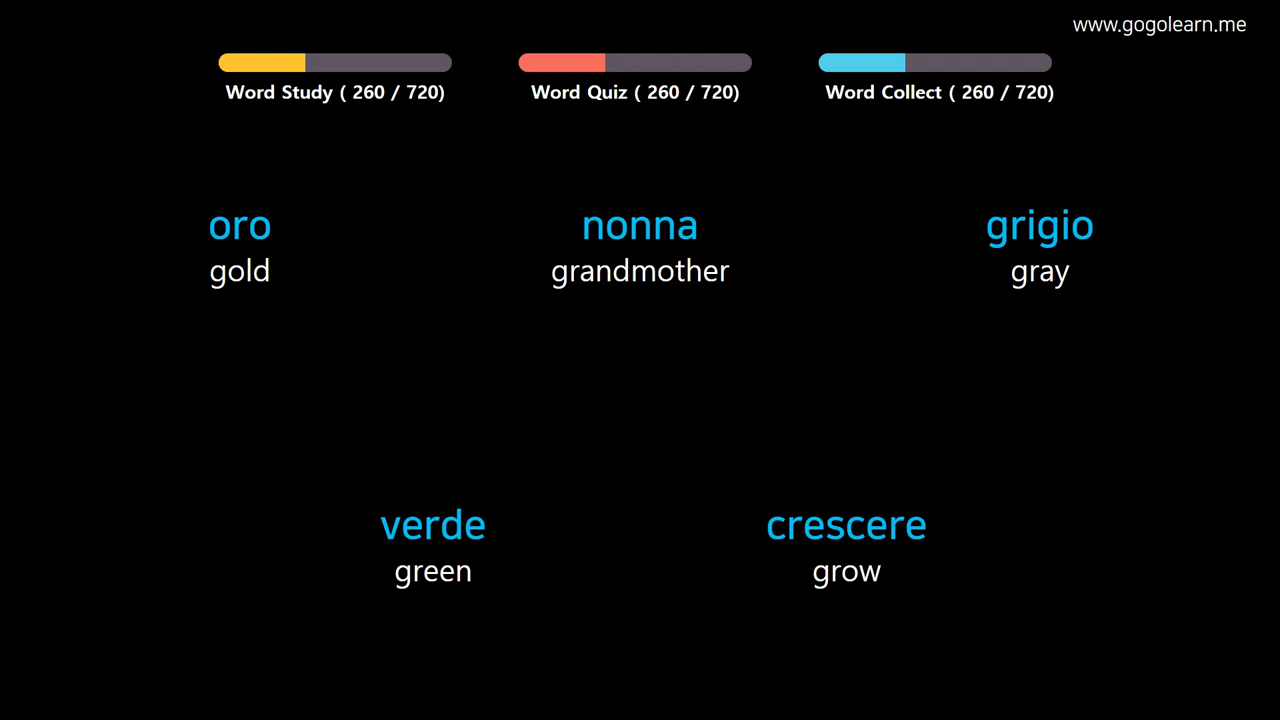 www.gogolearn.me
Word Study ( 260 / 720)
Word Quiz ( 260 / 720)
Word Collect ( 260 / 720)
oro
gold
nonna
grandmother
grigio
gray
verde
green
crescere
grow